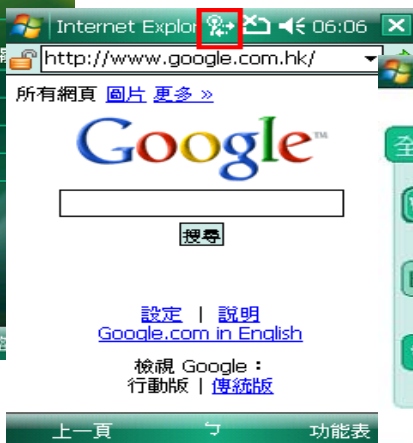 Internet Explor 06:06
http://www.google.com.hk/
所有網頁 圖片 更多 »
Google™
搜尋
設定 | 說明
Google.com in English
檢視 Google：
行動版 | 傳統版
上一頁 功能表
全